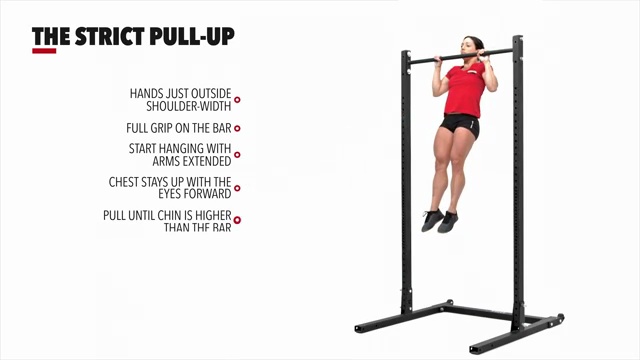 THE STRICT PULL-UP
HANDS JUST OUTSIDE
SHOULDER-WIDTH
FULL GRIP ON THE BAR
START HANGING WITH
ARMS EXTENDED
CHEST STAYS UP WITH THE
EYES FORWARD
PULL UNTIL CHIN IS HIGHER
THAN THE BAR